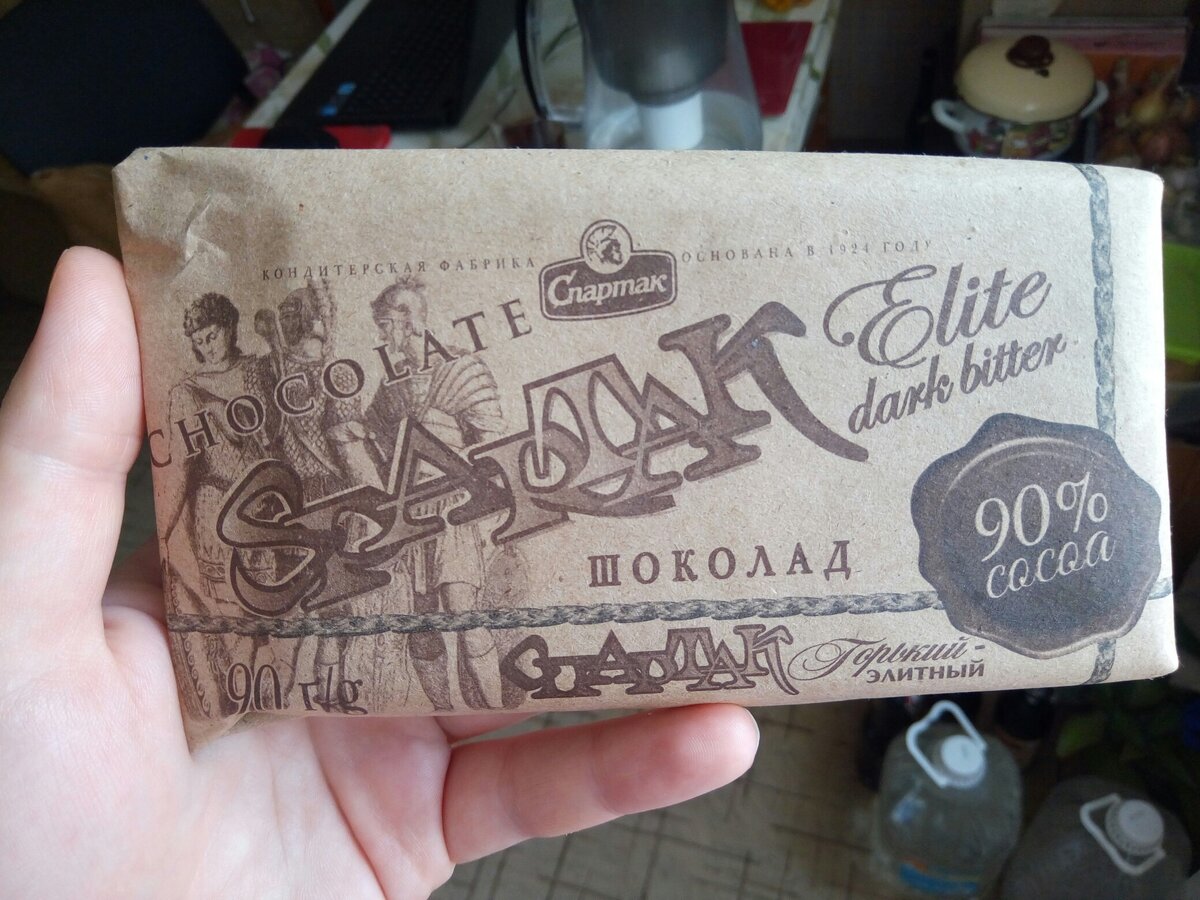 КОНДИТЕРСКАЯ ФАБРИКА
Спартак
ОСНОВАНА В 1924 ГОДУ
CHOCOLATE
SPARTAK
Elite
dark bitter
90%
cocoa
ШОКОЛАД
СПАРТАК
Горький-
ЭЛИТНЫЙ
90 г/g